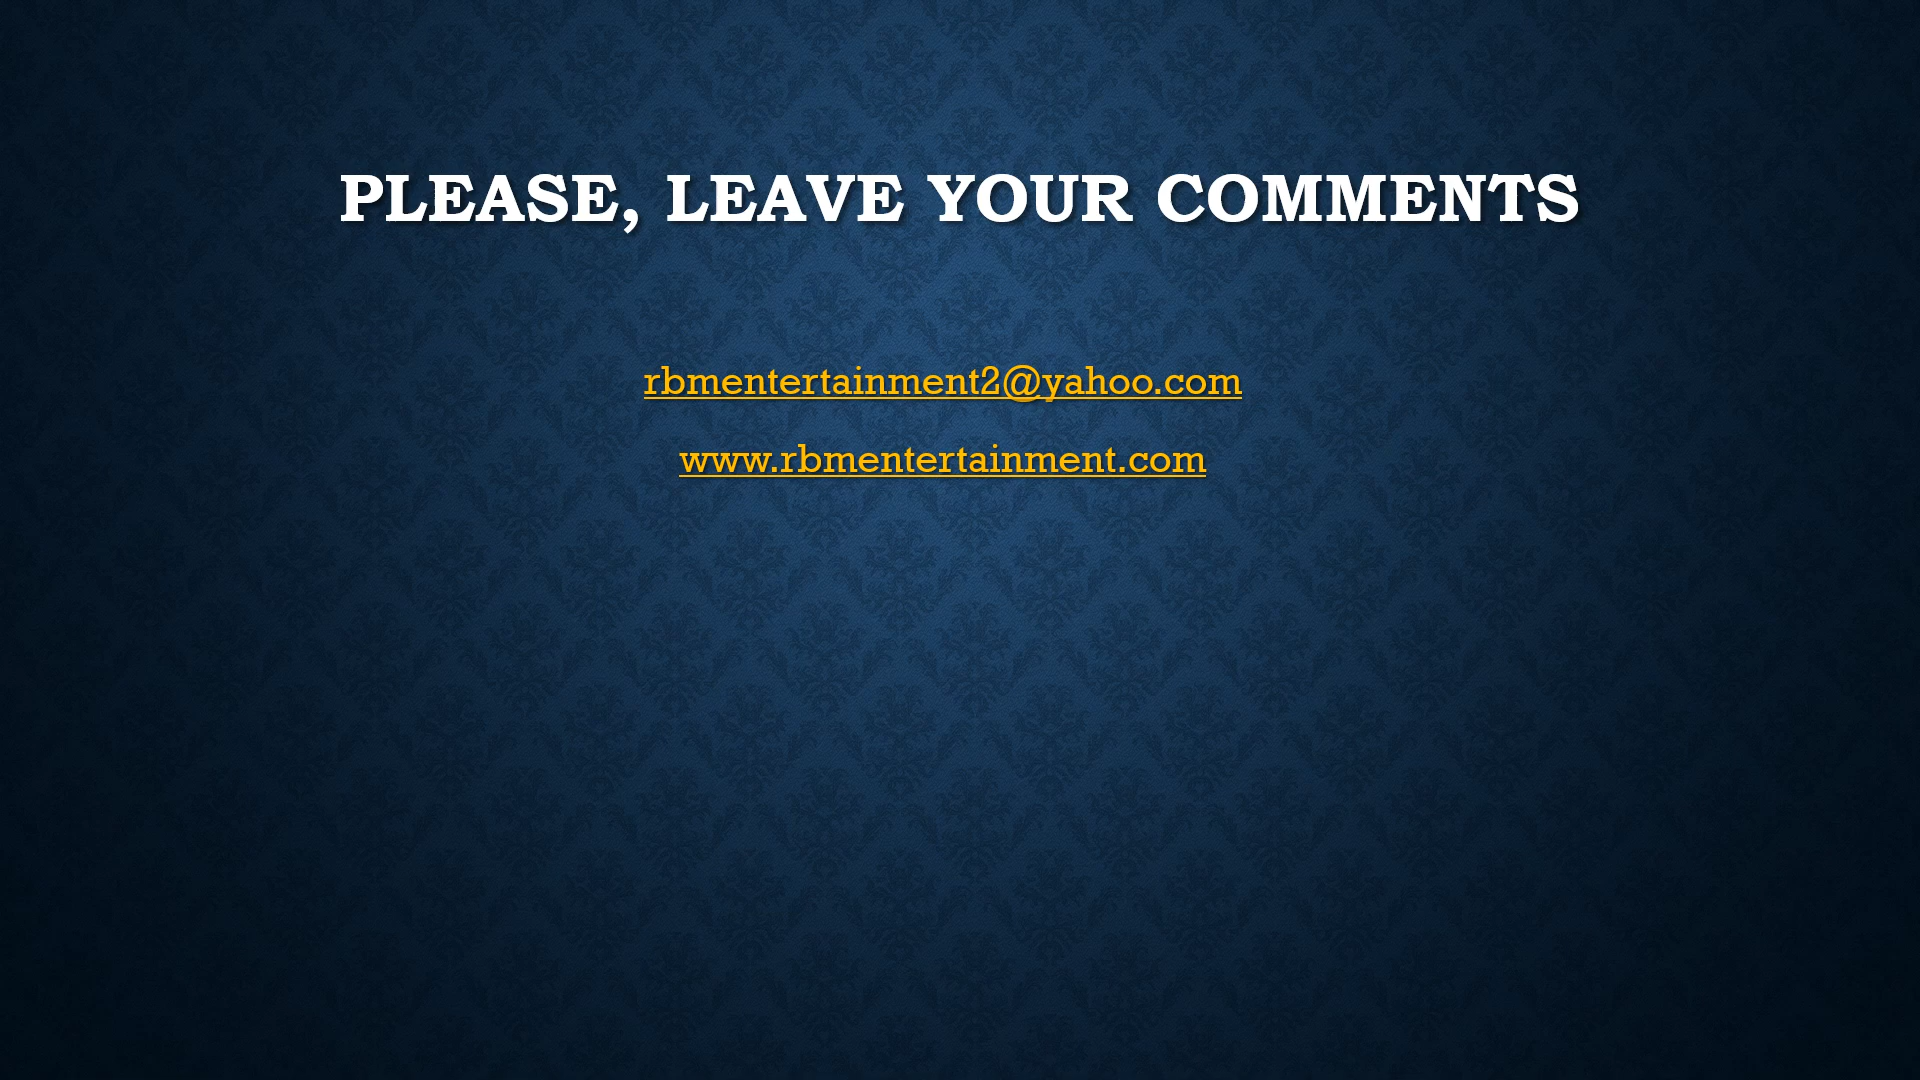 PLEASE, LEAVE YOUR COMMENTS
rbmentertainment2@yahoo.com
www.rbmentertainment.com